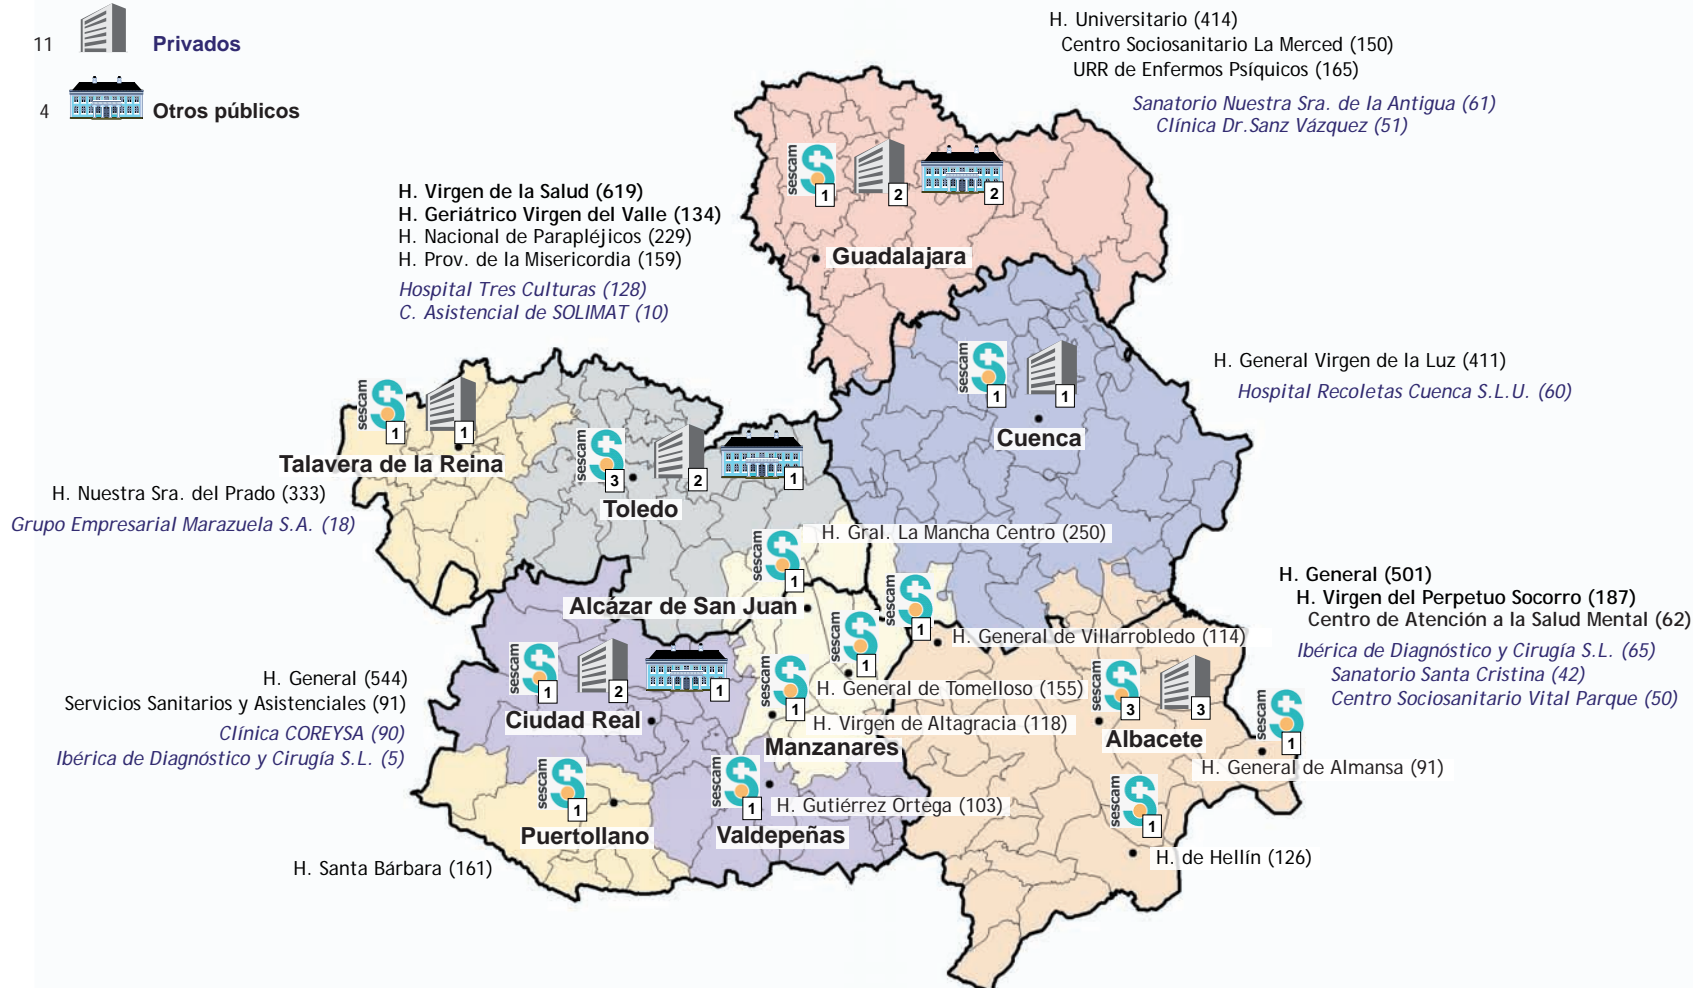 11 Privados
4 Otros públicos
H. Universitario (414)
Centro Sociosanitario La Merced (150)
URR de Enfermos Psíquicos (165)
Sanatorio Nuestra Sra. de la Antigua (61)
Clínica Dr.Sanz Vázquez (51)
sescam 1 2 2
Guadalajara
H. Virgen de la Salud (619)
H. Geriátrico Virgen del Valle (134)
H. Nacional de Parapléjicos (229)
H. Prov. de la Misericordia (159)
Hospital Tres Culturas (128)
C. Asistencial de SOLIMAT (10)
H. General Virgen de la Luz (411)
Hospital Recoletas Cuenca S.L.U. (60)
sescam 1 1
Cuenca
sescam 1 1
Talavera de la Reina
H. Nuestra Sra. del Prado (333)
Grupo Empresarial Marazuela S.A. (18)
sescam 3 2 1
Toledo
sescam 1
H. Gral. La Mancha Centro (250)
Alcázar de San Juan
sescam 1
H. General de Villarrobledo (114)
H. General (501)
H. Virgen del Perpetuo Socorro (187)
Centro de Atención a la Salud Mental (62)
Ibérica de Diagnóstico y Cirugía S.L. (65)
Sanatorio Santa Cristina (42)
Centro Sociosanitario Vital Parque (50)
sescam 1
H. General de Tomelloso (155)
H. General (544)
Servicios Sanitarios y Asistenciales (91)
Clínica COREYSA (90)
Ibérica de Diagnóstico y Cirugía S.L. (5)
sescam 1 2 1
Ciudad Real
sescam 1
H. Virgen de Altagracia (118)
Manzanares
sescam 3 3
Albacete
sescam 1
H. General de Almansa (91)
sescam 1
Puertollano
H. Santa Bárbara (161)
sescam 1
H. Gutiérrez Ortega (103)
Valdepeñas
sescam 1
H. de Hellín (126)